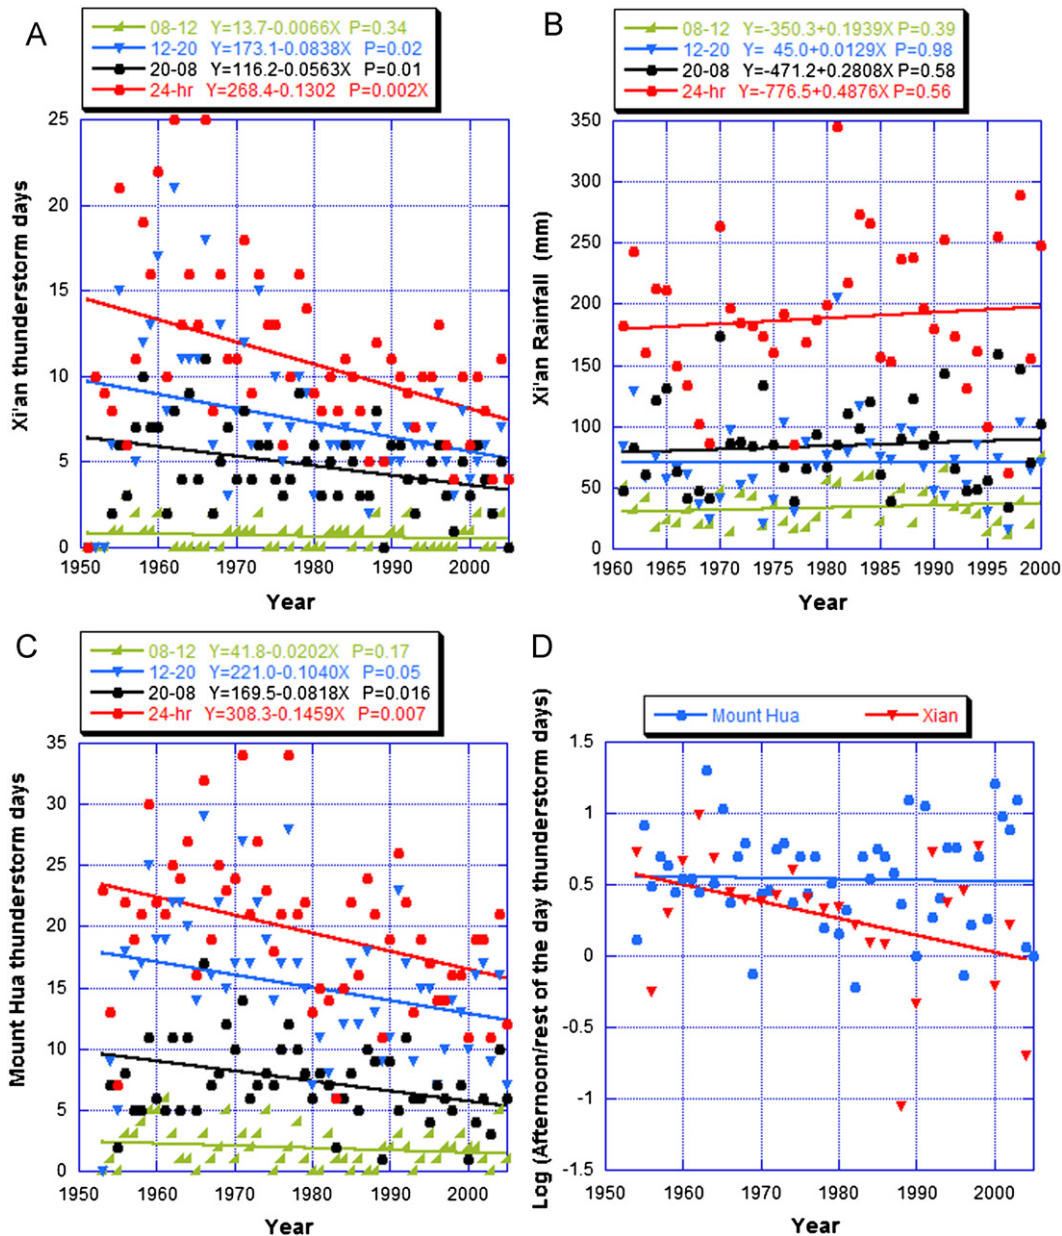 A
08-12 Y=13.7-0.0066X P=0.34
12-20 Y=173.1-0.0838X P=0.02
20-08 Y=116.2-0.0563X P=0.01
24-hr Y=268.4-0.1302 P=0.002X
25
20
15
10
5
0
Xi'an thunderstorm days
1950 1960 1970 1980 1990 2000
Year
B
08-12 Y=-350.3+0.1939X P=0.39
12-20 Y= 45.0+0.0129X P=0.98
20-08 Y=-471.2+0.2808X P=0.58
24-hr Y=-776.5+0.4876X P=0.56
350
300
250
200
150
100
50
0
Xi'an Rainfall (mm)
1960 1965 1970 1975 1980 1985 1990 1995 2000
Year
C
08-12 Y=41.8-0.0202X P=0.17
12-20 Y=221.0-0.1040X P=0.05
20-08 Y=169.5-0.0818X P=0.016
24-hr Y=308.3-0.1459X P=0.007
35
30
25
20
15
10
5
0
Mount Hua thunderstorm days
1950 1960 1970 1980 1990 2000
Year
D
Mount Hua Xian
1.5
1
0.5
0
-0.5
-1
-1.5
Log (Afternoon/rest of the day thunderstorm days)
1950 1960 1970 1980 1990 2000
Year